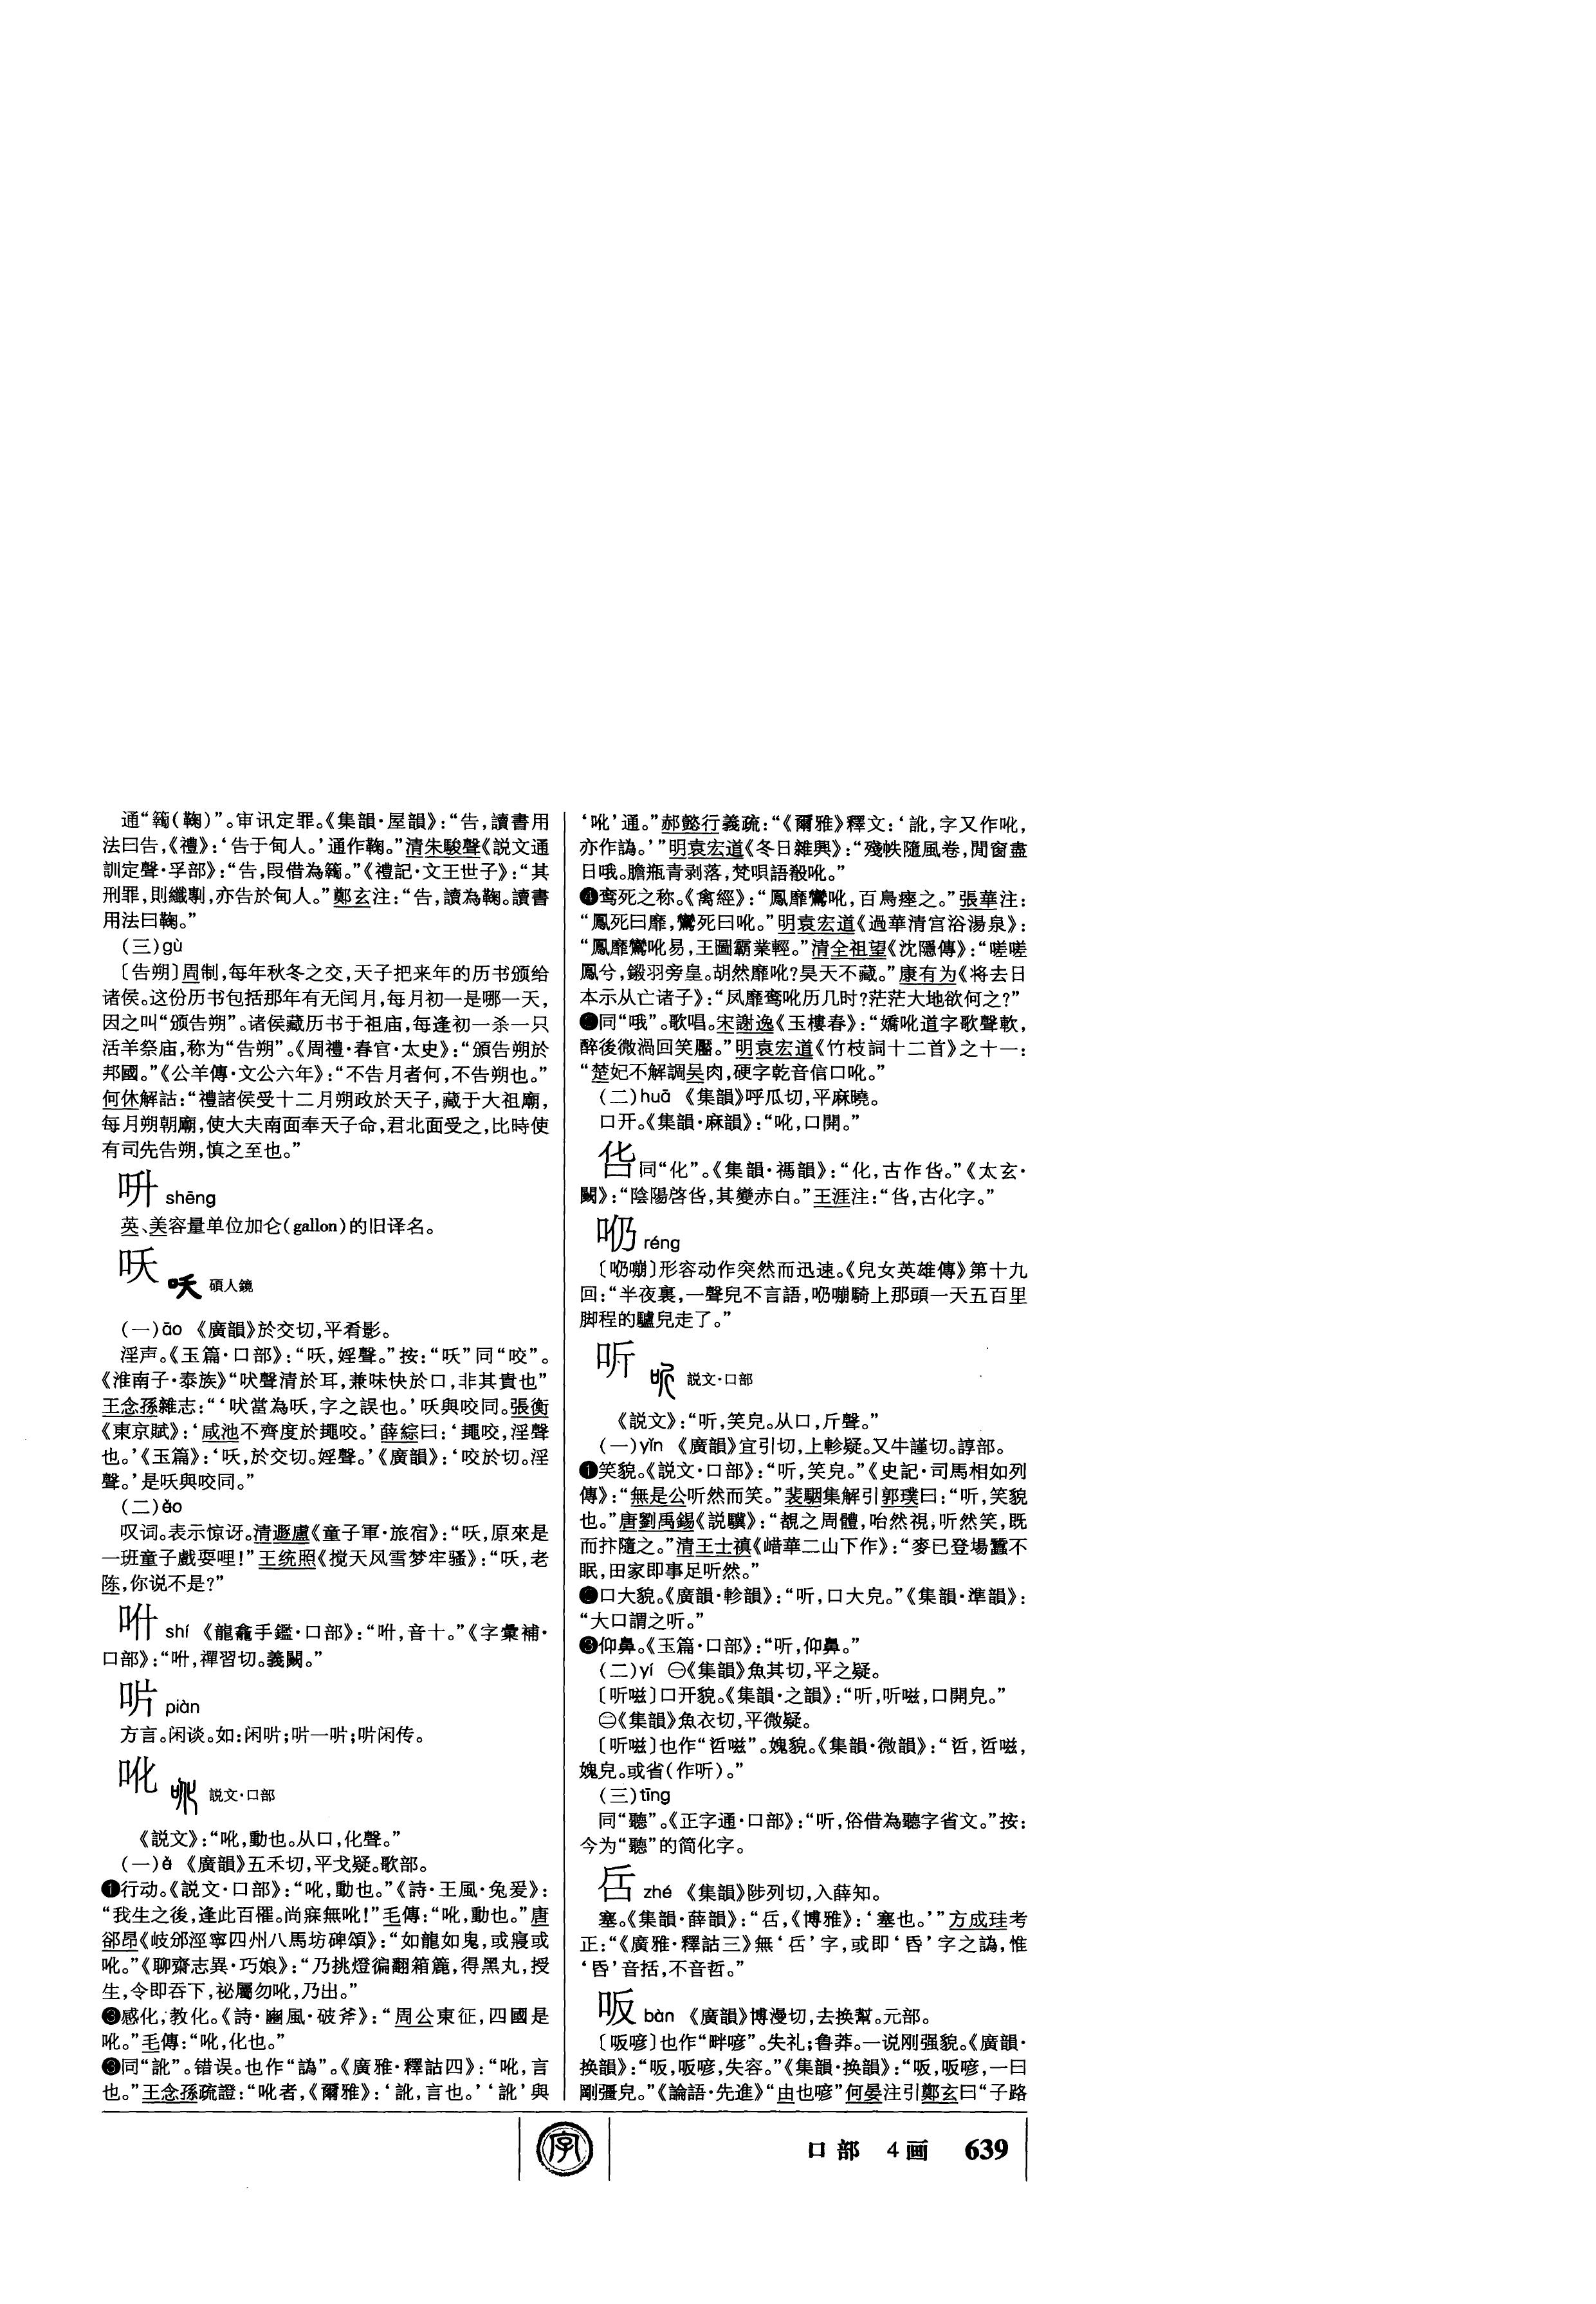 通“籥(鞫)”。审讯定罪。《集韻·屋韻》:“告,讀書用
法曰告,《禮》:‘告于甸人。’通作鞫。”清朱駿聲《説文通
訓定聲·孚部》:“告,叚借為。”《禮記·文王世子》:“其
刑罪,則纖剸,亦告於甸人。”鄭玄注:“告,讀為鞫。讀書
用法曰鞫。”
(三)gù
〔告朔〕周制,每年秋冬之交,天子把来年的历书颁给
诸侯。这份历书包括那年有无闰月,每月初一是哪一天,
因之叫“颁告朔”。诸侯藏历书于祖庙,每逢初一杀一只
活羊祭庙,称为“告朔”。《周禮·春官·太史》:“頒告朔於
邦國。”《公羊傳·文公六年》:“不告月者何,不告朔也。”
何休解詁:“禮諸侯受十二月朔政於天子,藏于大祖廟,
每月朔朝廟,使大夫南面奉天子命,君北面受之,比時使
有司先告朔,慎之至也。”
呏 shēng
英、美容量单位加仑(gallon)的旧译名。
吺 碩人鏡
(一)āo 《廣韻》於交切,平肴影。
淫声。《玉篇·口部》:“㕭,婬聲。”按:“㕭”同“咬”。
《淮南子·泰族》“吠聲清於耳,兼味快於口,非其貴也”
王念孫雜志:“‘吠當為㕭,字之誤也。’㕭與咬同。張衡
《東京賦》:‘咸池不齊度於䵷咬。’薛綜曰:‘䵷咬,淫聲
也。’《玉篇》:‘㕭,於交切。婬聲。’《廣韻》:‘咬於切。淫
聲。’是㕭與咬同。”
(二)ǎo
叹词。表示惊讶。清遯廬《童子軍·旅宿》:“㕭,原來是
一班童子戲耍哩!”王统照《搅天风雪梦牢骚》:“㕭,老
陈,你说不是?”
㕜 shí 《龍龕手鑑·口部》:“㕜,音十。”《字彙補·
口部》:“㕜,禪習切。義闕。”
㕩 piàn
方言。闲谈。如:闲㕩;㕩一㕩;㕩闲传。
吪 説文·口部
《説文》:“吪,動也。从口,化聲。”
(一)é 《廣韻》五禾切,平戈疑。歌部。
❶行动。《説文·口部》:“吪,動也。”《詩·王風·兔爰》:
“我生之後,逢此百罹。尚寐無吪!”毛傳:“吪,動也。”唐
郤昂《岐邠涇寧四州八馬坊碑頌》:“如龍如鬼,或寢或
吪。”《聊齋志異·巧娘》:“乃挑燈徧翻箱簏,得黑丸,授
生,令即吞下,祕屬勿吪,乃出。”
❸感化,教化。《詩·豳風·破斧》:“周公東征,四國是
吪。”毛傳:“吪,化也。”
❸同“訛”。错误。也作“譌”。《廣雅·釋詁四》:“吪,言
也。”王念孫疏證:“吪者,《爾雅》:‘訛,言也。’‘訛’與
‘吪’通。”郝懿行義疏:“《爾雅》釋文:‘訛,字又作吪,
亦作譌。’”明袁宏道《冬日雜興》:“殘帙隨風卷,閒窗盡
日哦。膽瓶青剥落,梵唄語殽吪。”
❹鸾死之称。《禽經》:“鳳靡鸞吪,百鳥瘞之。”張華注:
“鳳死曰靡,鸞死曰吪。”明袁宏道《過華清宫浴湯泉》:
“鳳靡鸞吪易,王圖霸業輕。”清全祖望《沈隱傳》:“嗟嗟
鳳兮,鎩羽旁皇。胡然靡吪?昊天不藏。”康有为《将去日
本示从亡诸子》:“凤靡鸾吪历几时?茫茫大地欲何之?”
同“哦”。歌唱。宋謝逸《玉樓春》:“嬌吪道字歌聲軟,
醉後微渦回笑靨。”明袁宏道《竹枝詞十二首》之十一:
“楚妃不解調吴肉,硬字乾音信口吪。”
(二)huā 《集韻》呼瓜切,平麻曉。
口开。《集韻·麻韻》:“吪,口開。”
㕦同“化”。《集韻·禡韻》:“化,古作㕦。”《太玄·
闕》:“陰陽啓㕦,其變赤白。”王涯注:“㕦,古化字。”
㕨 réng
〔㕨嘣〕形容动作突然而迅速。《兒女英雄傳》第十九
回:“半夜裏,一聲兒不言語,㕨嘣騎上那頭一天五百里
脚程的驢兒走了。”
听 説文·口部
《説文》:“听,笑皃。从口,斤聲。”
(一)yǐn 《廣韻》宜引切,上軫疑。又牛謹切。諄部。
❶笑貌。《説文·口部》:“听,笑皃。”《史記·司馬相如列
傳》:“無是公听然而笑。”裴駰集解引郭璞曰:“听,笑貌
也。”唐劉禹錫《説驥》:“覩之周體,咍然視,听然笑,既
而抃隨之。”清王士禛《嵴華二山下作》:“麥已登場蠶不
眠,田家即事足听然。”
口大貌。《廣韻·軫韻》:“听,口大皃。”《集韻·準韻》:
“大口謂之听。”
❸仰鼻。《玉篇·口部》:“听,仰鼻。”
(二)yí ㊀《集韻》魚其切,平之疑。
〔听嗞〕口开貌。《集韻·之韻》:“听,听嗞,口開皃。”
㊁《集韻》魚衣切,平微疑。
〔听嗞〕也作“㕀嗞”。媿貌。《集韻·微韻》:“㕀,㕀嗞,
媿皃。或省(作听)。”
(三)tīng
同“聽”。《正字通·口部》:“听,俗借為聽字省文。”按:
今为“聽”的简化字。
㖄 zhé 《集韻》陟列切,入薛知。
塞。《集韻·薛韻》:“㖄,《博雅》:‘塞也。’”方成珪考
正:“《廣雅·釋詁三》無‘㖄’字,或即‘昏’字之譌,惟
‘昏’音括,不音哲。”
㕫 bàn 《廣韻》博漫切,去换幫。元部。
〔㕫喭〕也作“畔喭”。失礼;鲁莽。一说刚强貌。《廣韻·
换韻》:“㕫,㕫喭,失容。”《集韻·换韻》:“㕫,㕫喭,一曰
剛彊皃。”《論語·先進》“由也喭”何晏注引鄭玄曰“子路
字
口部 4画 639